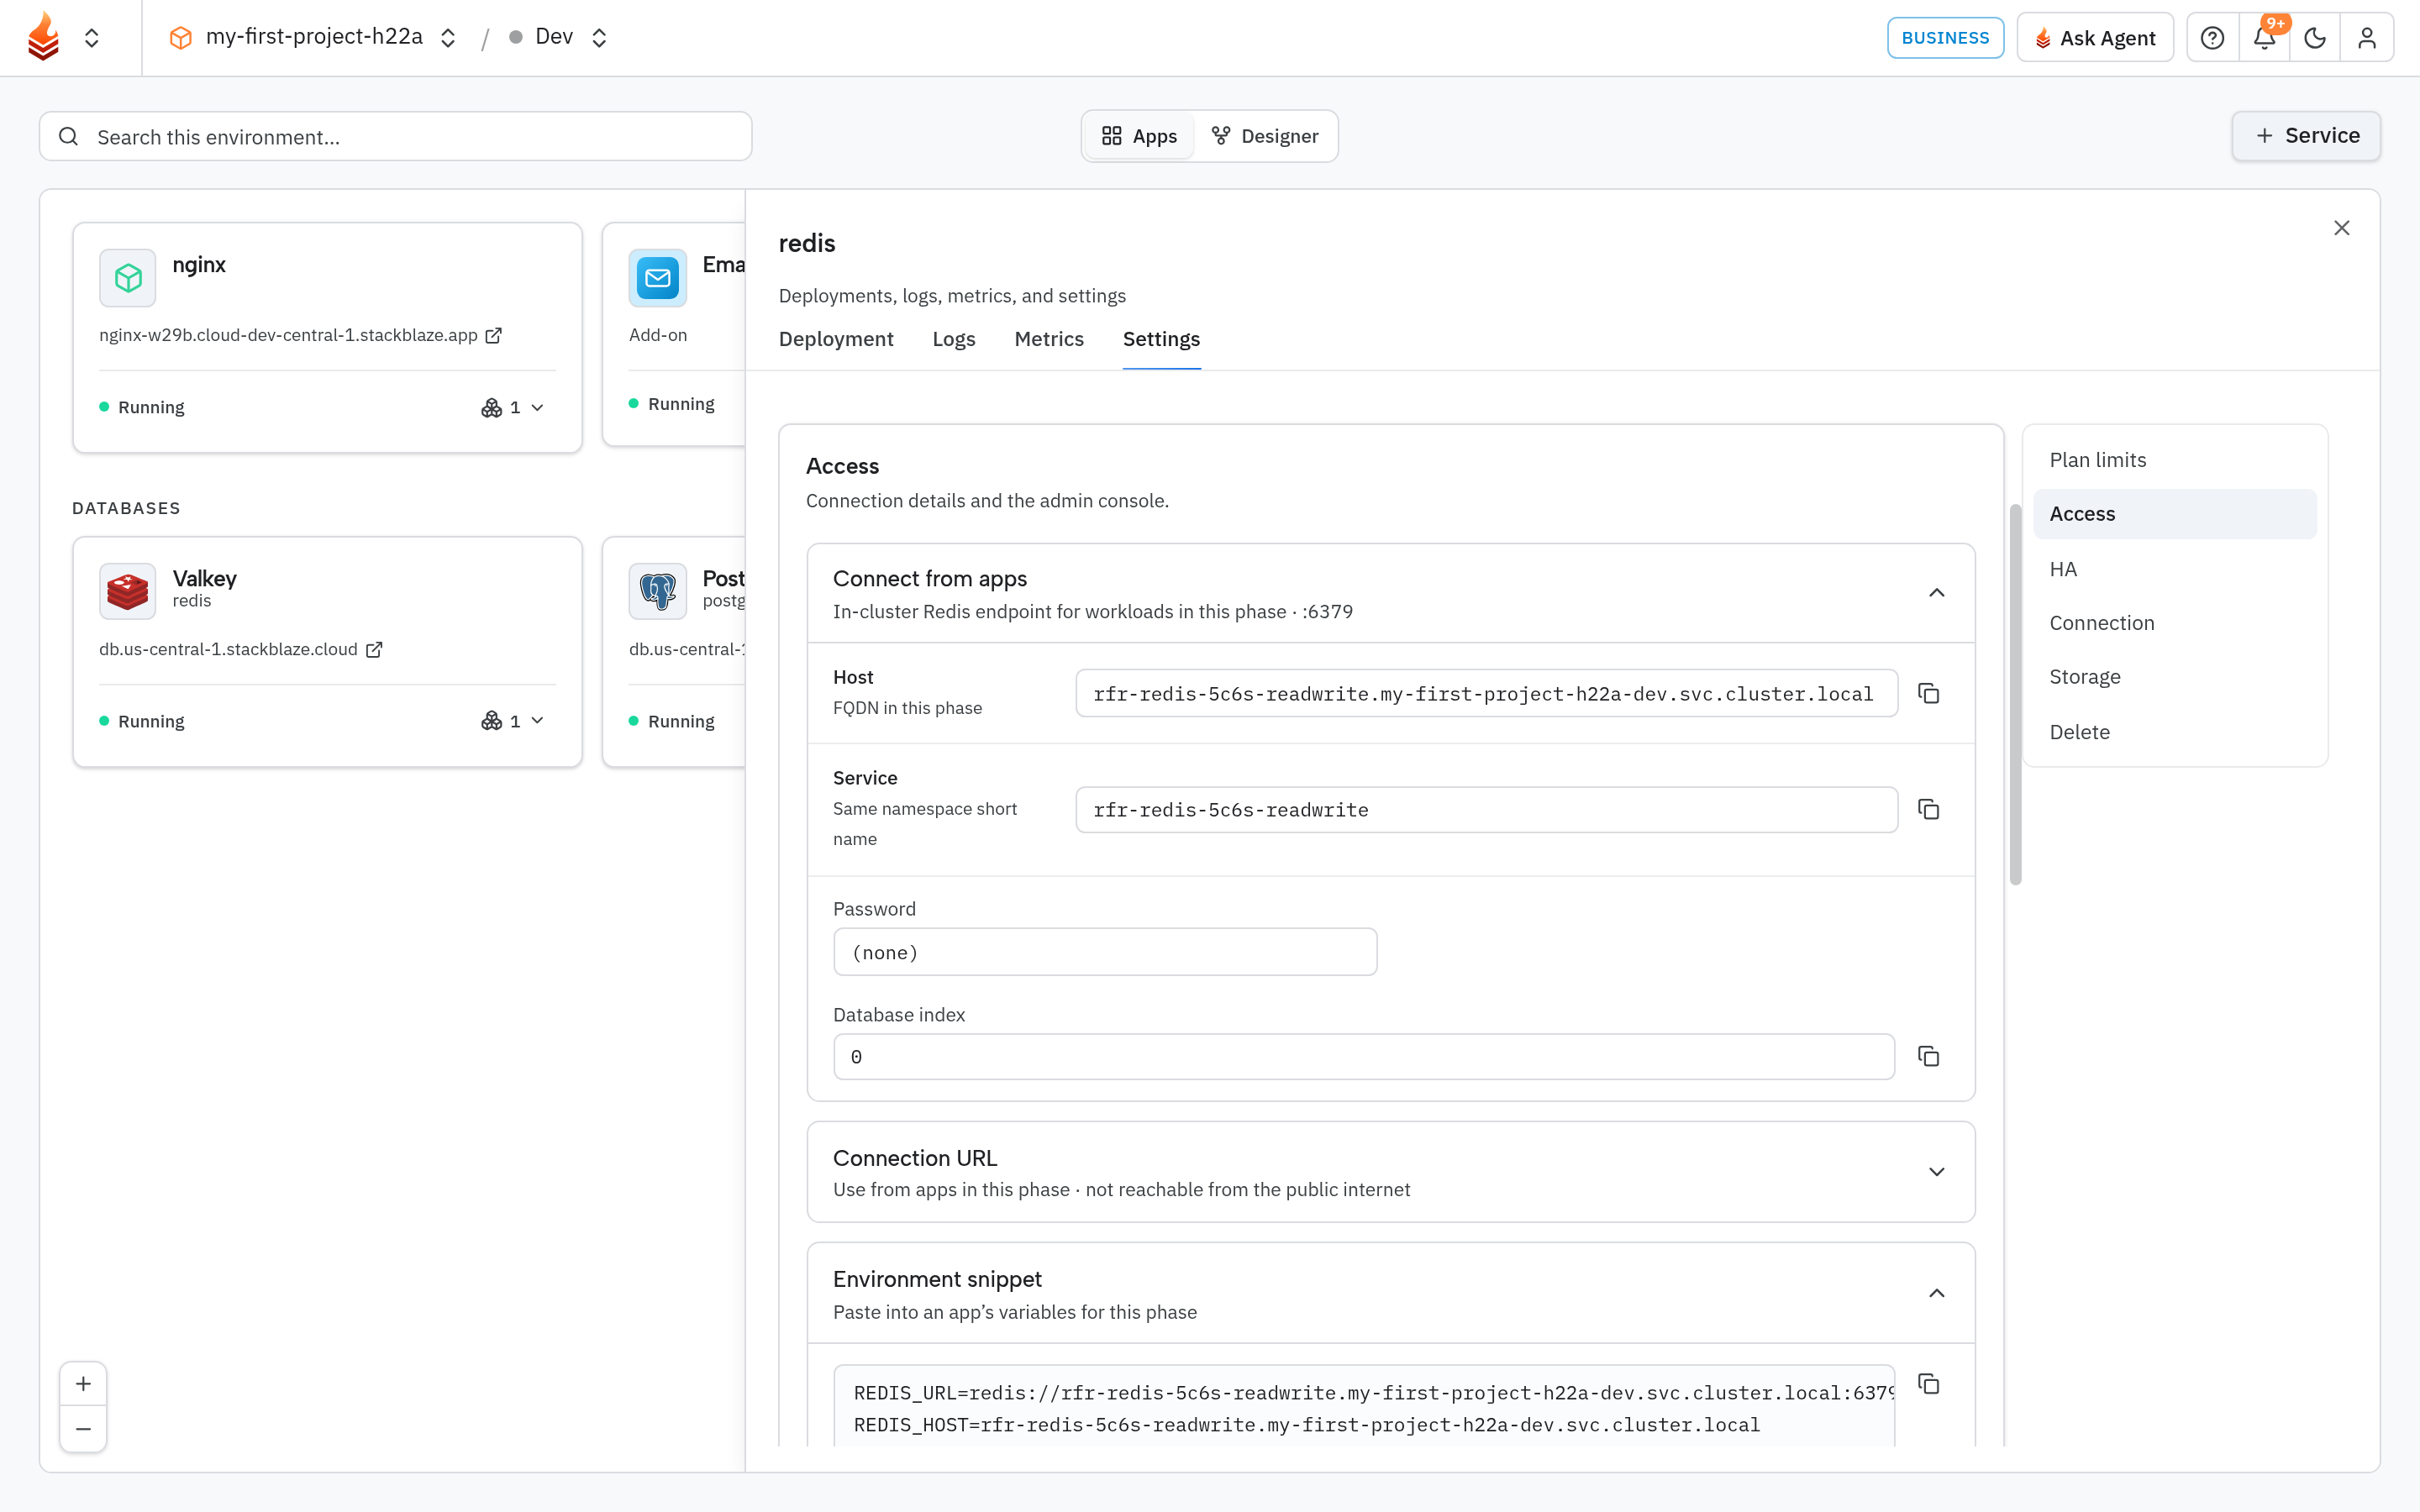 my-first-project-h22a / Dev
BUSINESS
Ask Agent
9+
Search this environment...
Apps
Designer
+ Service
nginx
nginx-w29b.cloud-dev-central-1.stackblaze.app
Running
1
Ema
Add-on
Running
DATABASES
Valkey
redis
db.us-central-1.stackblaze.cloud
Running
1
Post
postg
db.us-central-1
Running
redis
Deployments, logs, metrics, and settings
Deployment
Logs
Metrics
Settings
Access
Connection details and the admin console.
Connect from apps
In-cluster Redis endpoint for workloads in this phase · :6379
Host
FQDN in this phase
rfr-redis-5c6s-readwrite.my-first-project-h22a-dev.svc.cluster.local
Service
Same namespace short
name
rfr-redis-5c6s-readwrite
Password
(none)
Database index
0
Connection URL
Use from apps in this phase · not reachable from the public internet
Environment snippet
Paste into an app’s variables for this phase
REDIS_URL=redis://rfr-redis-5c6s-readwrite.my-first-project-h22a-dev.svc.cluster.local:6379
REDIS_HOST=rfr-redis-5c6s-readwrite.my-first-project-h22a-dev.svc.cluster.local
Plan limits
Access
HA
Connection
Storage
Delete
+
−